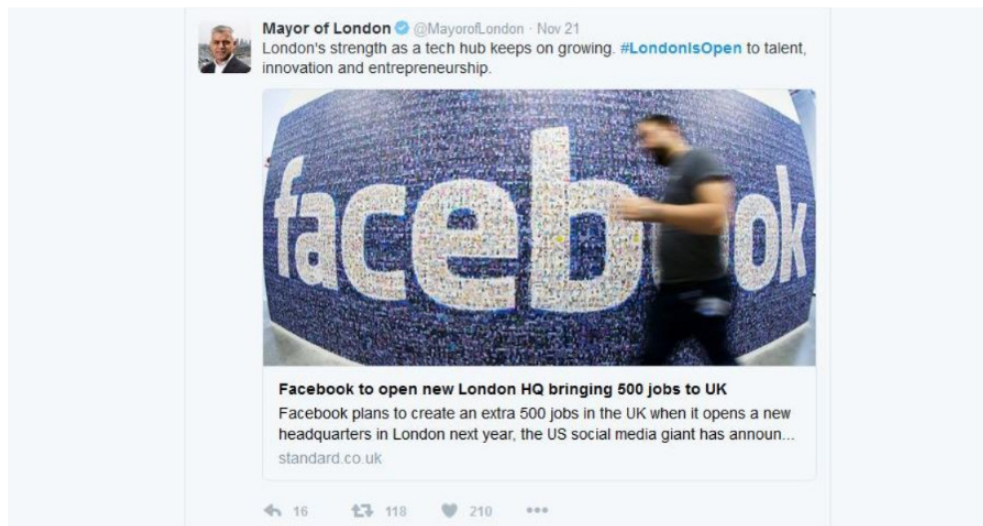 Mayor of London @MayorofLondon · Nov 21
London's strength as a tech hub keeps on growing. #LondonIsOpen to talent,
innovation and entrepreneurship.
facebook
Facebook to open new London HQ bringing 500 jobs to UK
Facebook plans to create an extra 500 jobs in the UK when it opens a new
headquarters in London next year, the US social media giant has announ...
standard.co.uk
16 118 210